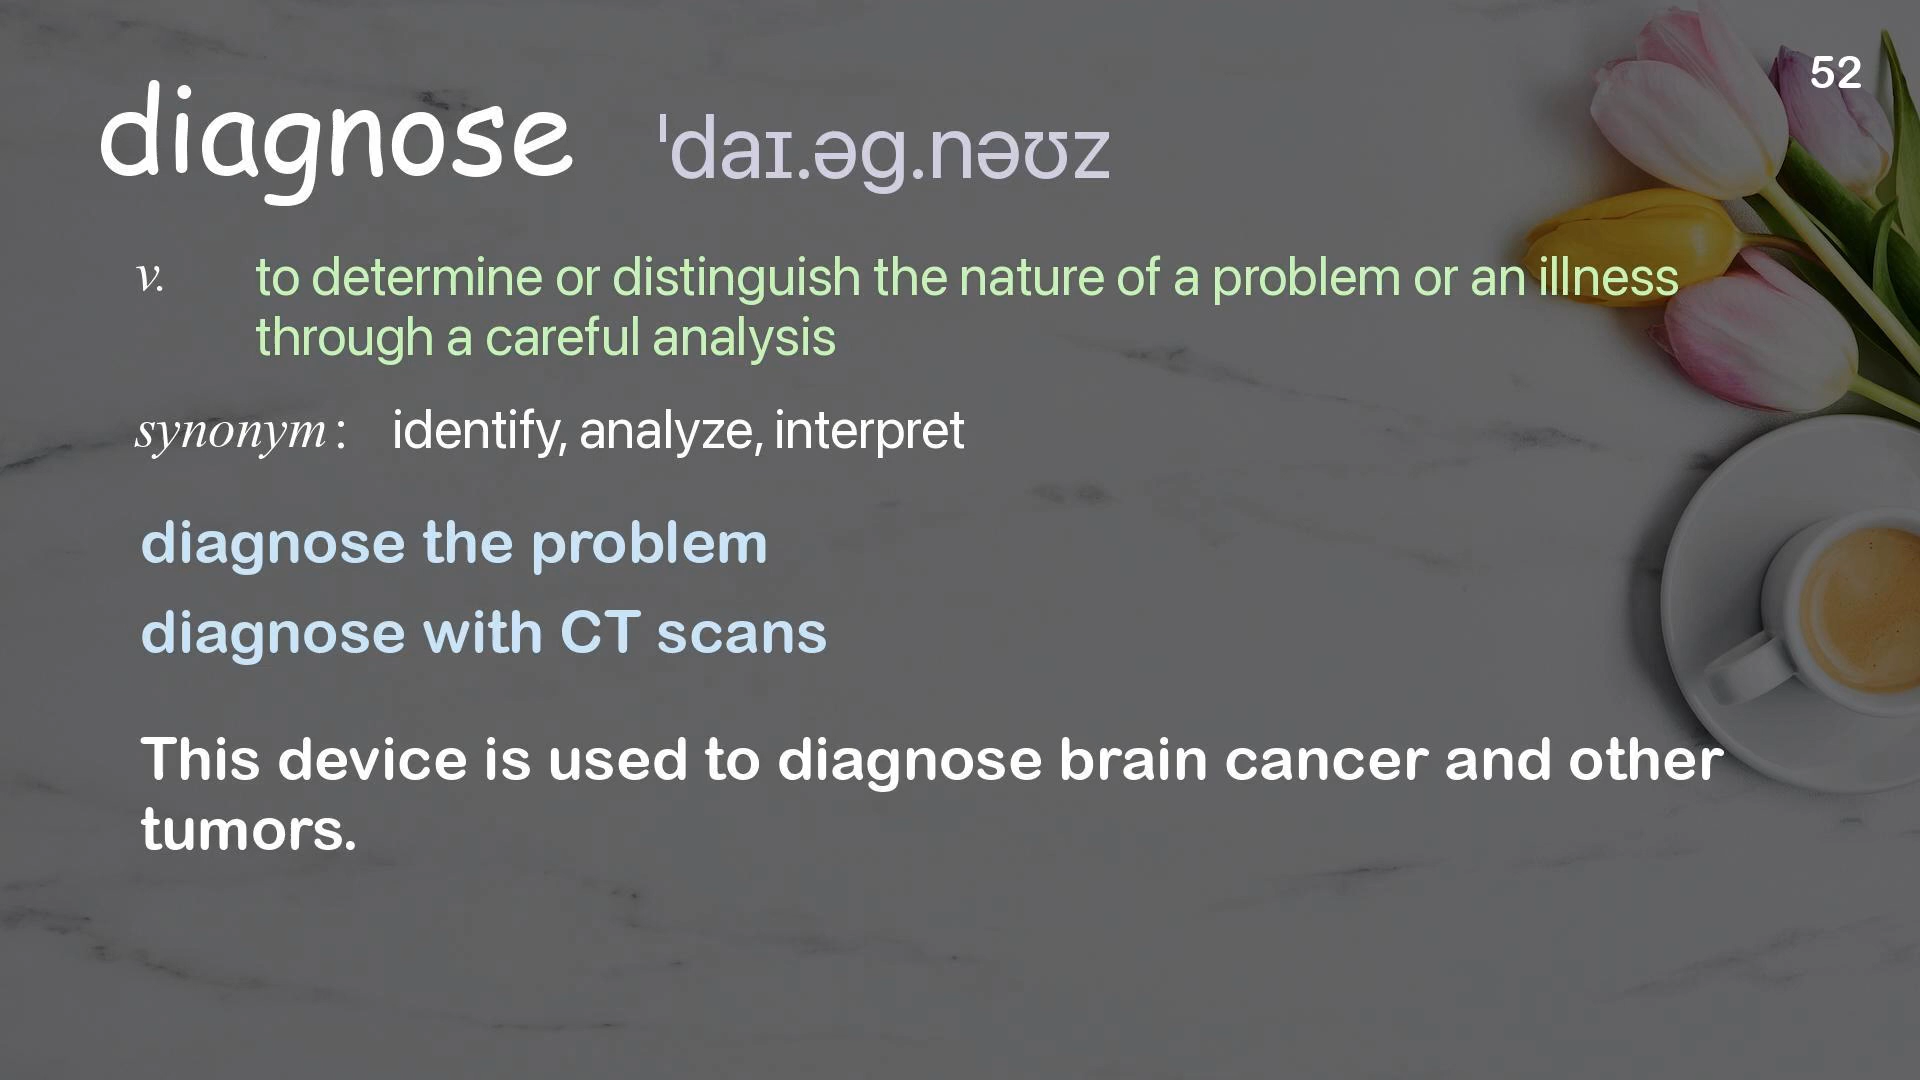 52
diagnose ˈdaɪ.əg.nəʊz
v. to determine or distinguish the nature of a problem or an illness
through a careful analysis
synonym: identify, analyze, interpret
diagnose the problem
diagnose with CT scans
This device is used to diagnose brain cancer and other
tumors.